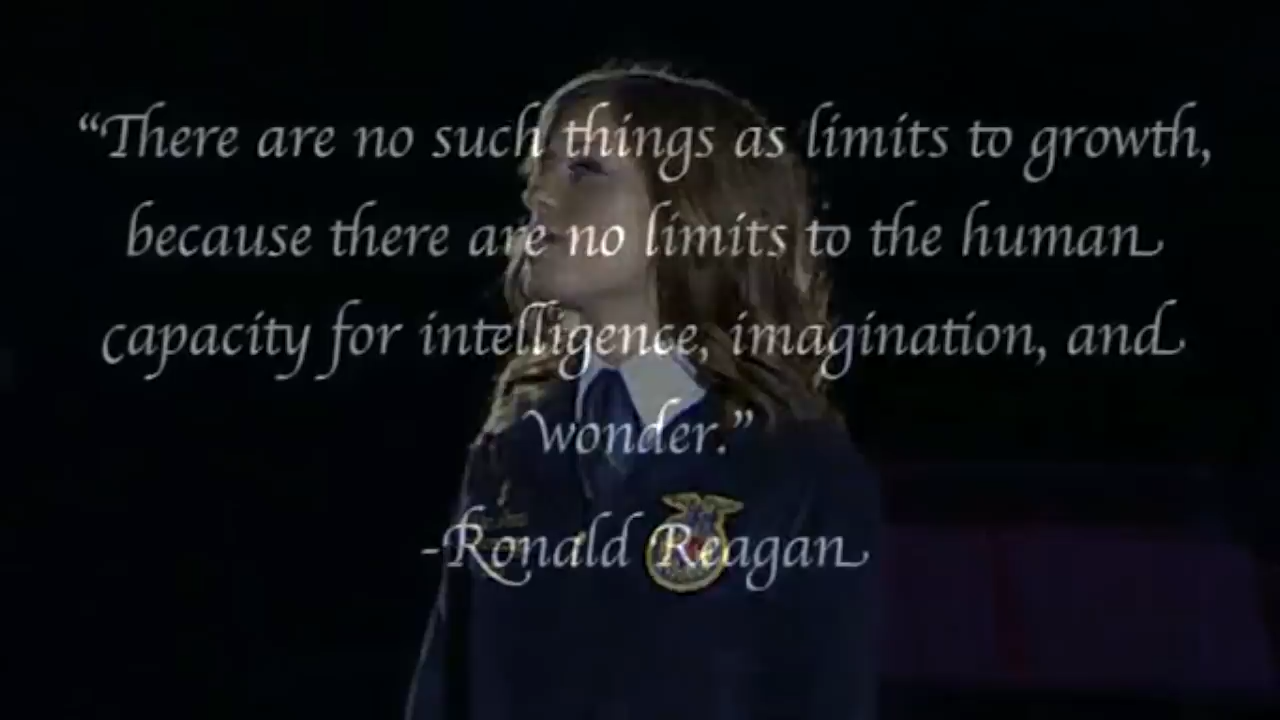 “There are no such things as limits to growth,
because there are no limits to the human
capacity for intelligence, imagination, and
wonder.”
-Ronald Reagan